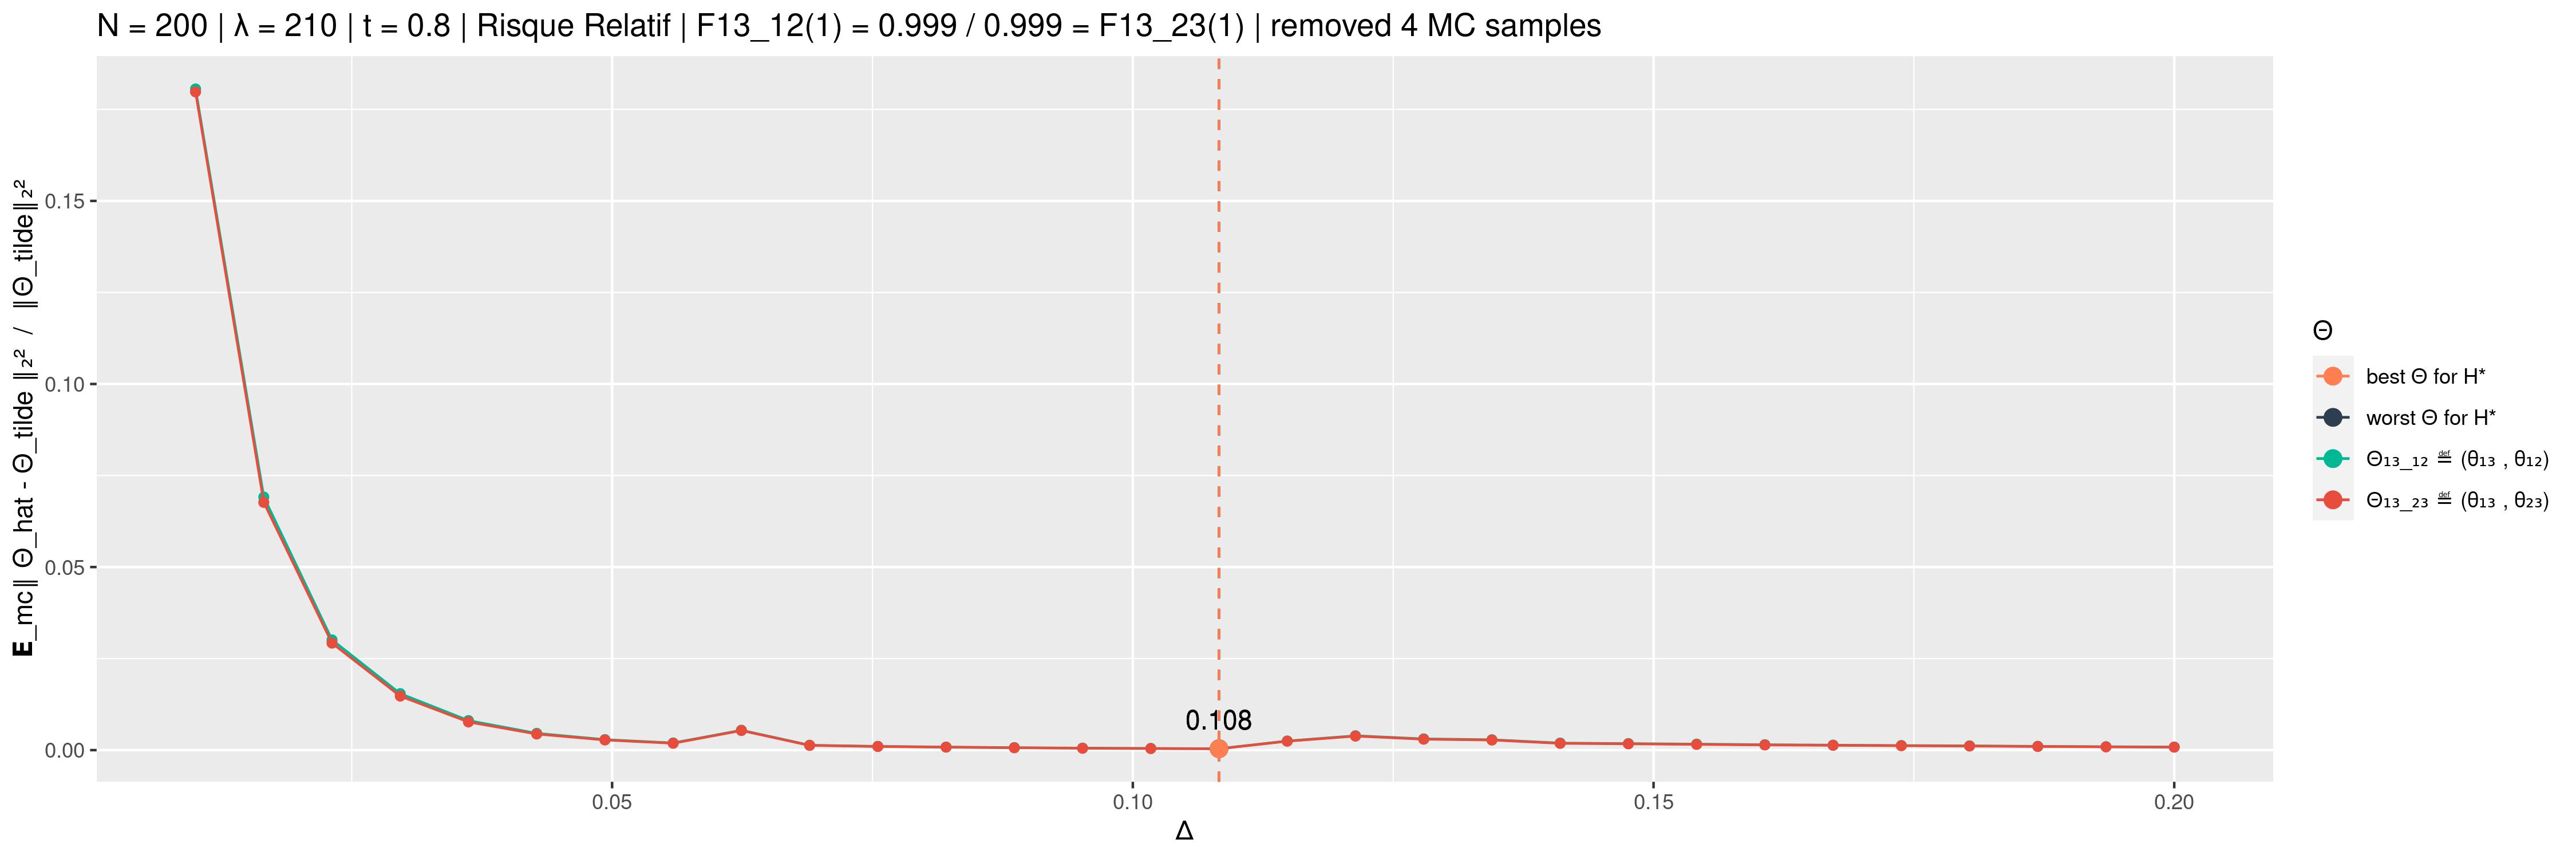 N = 200 | λ = 210 | t = 0.8 | Risque Relatif | F13_12(1) = 0.999 / 0.999 = F13_23(1) | removed 4 MC samples
E_mc‖ Θ_hat - Θ_tilde ‖₂² / ‖Θ_tilde‖₂²
0.15
0.10
0.05
0.00
0.108
0.05
0.10
0.15
0.20
Δ
Θ
best Θ for H*
worst Θ for H*
Θ₁₃_₁₂ ≝ (θ₁₃ , θ₁₂)
Θ₁₃_₂₃ ≝ (θ₁₃ , θ₂₃)